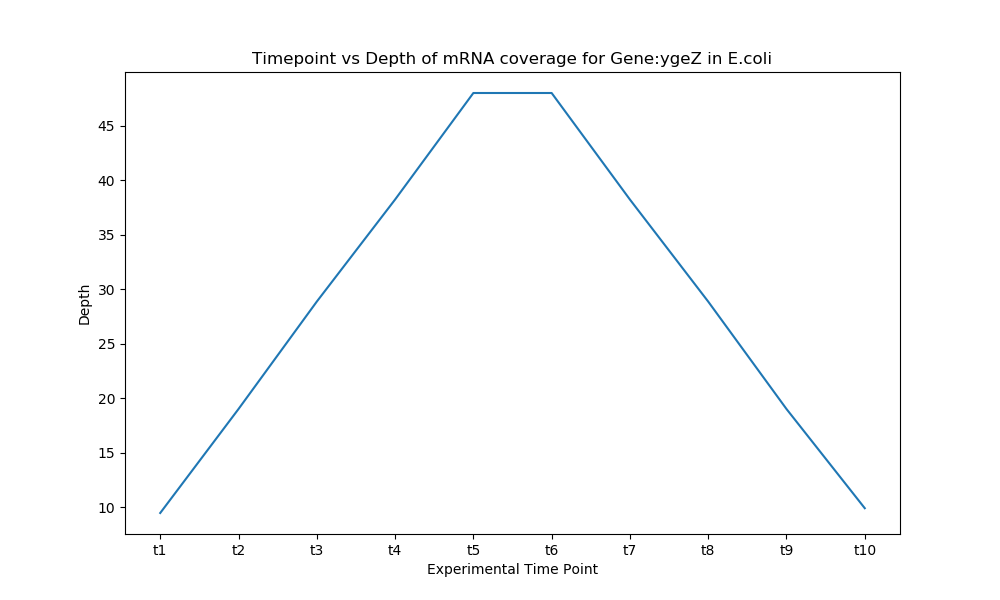 Timepoint vs Depth of mRNA coverage for Gene:ygeZ in E.coli
45
40
35
30
25
20
15
10
Depth
t1 t2 t3 t4 t5 t6 t7 t8 t9 t10
Experimental Time Point